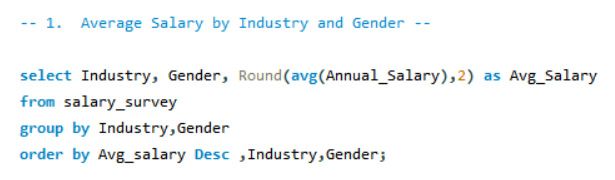 -- 1.  Average Salary by Industry and Gender --
select Industry, Gender, Round(avg(Annual_Salary),2) as Avg_Salary
from salary_survey
group by Industry,Gender
order by Avg_salary Desc ,Industry,Gender;